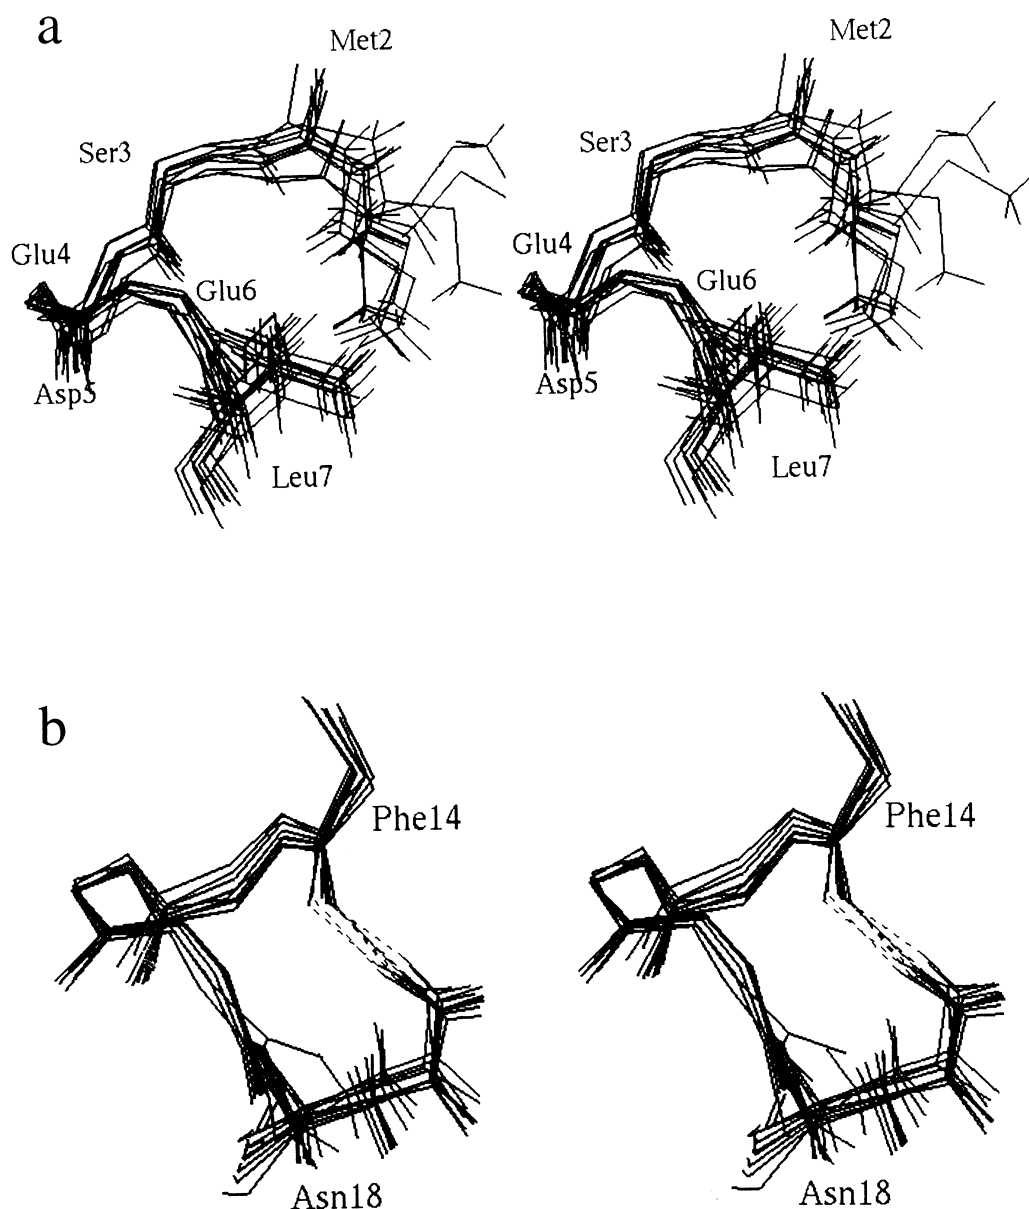 a
Met2 Met2
Ser3 Ser3
Glu4 Glu4
Glu6 Glu6
Asp5 Asp5
Leu7 Leu7
b
Phe14 Phe14
Asn18 Asn18